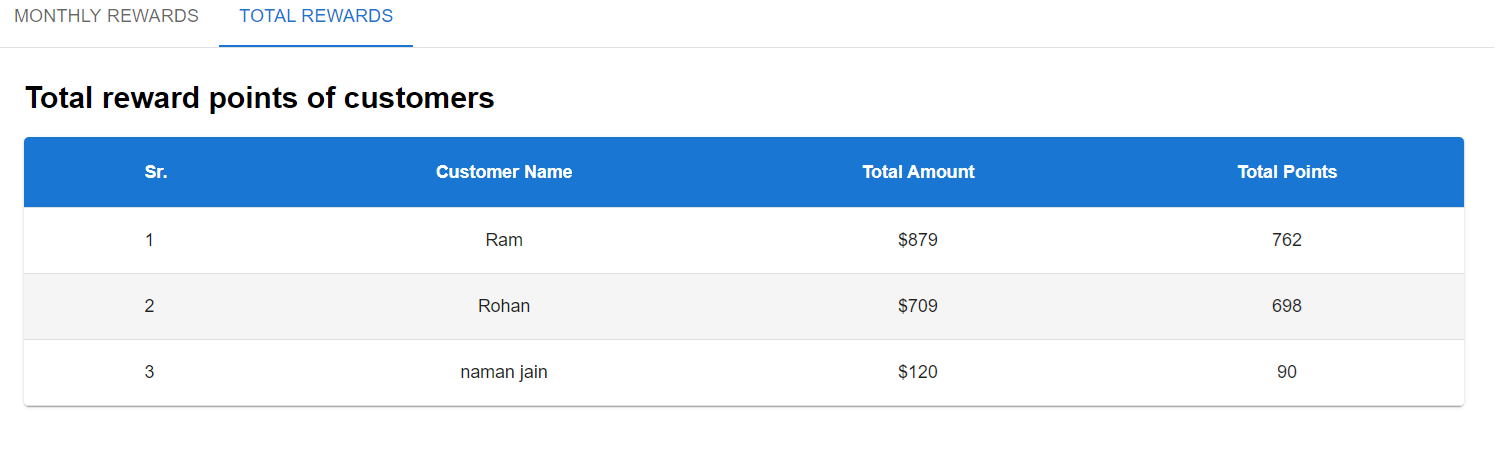 MONTHLY REWARDS TOTAL REWARDS
Total reward points of customers
Sr. Customer Name Total Amount Total Points
1 Ram $879 762
2 Rohan $709 698
3 naman jain $120 90